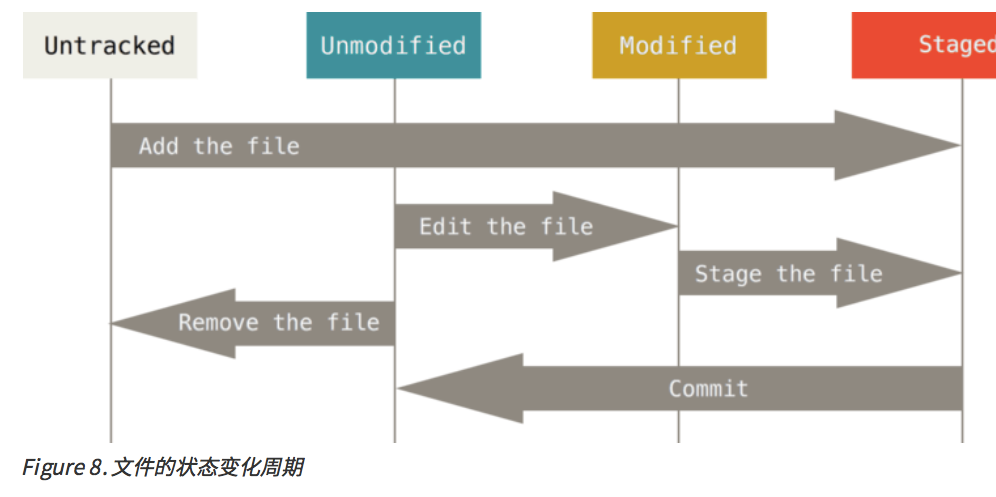 Untracked
Unmodified
Modified
Staged
Add the file
Edit the file
Stage the file
Remove the file
Commit
Figure 8. 文件的状态变化周期